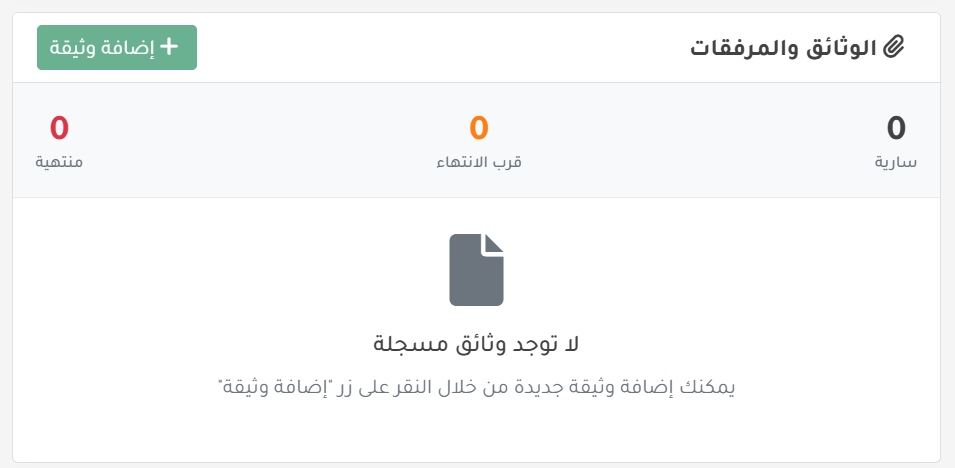 الوثائق والمرفقات
إضافة وثيقة
0
سارية
0
قرب الانتهاء
0
منتهية
لا توجد وثائق مسجلة
يمكنك إضافة وثيقة جديدة من خلال النقر على زر "إضافة وثيقة"